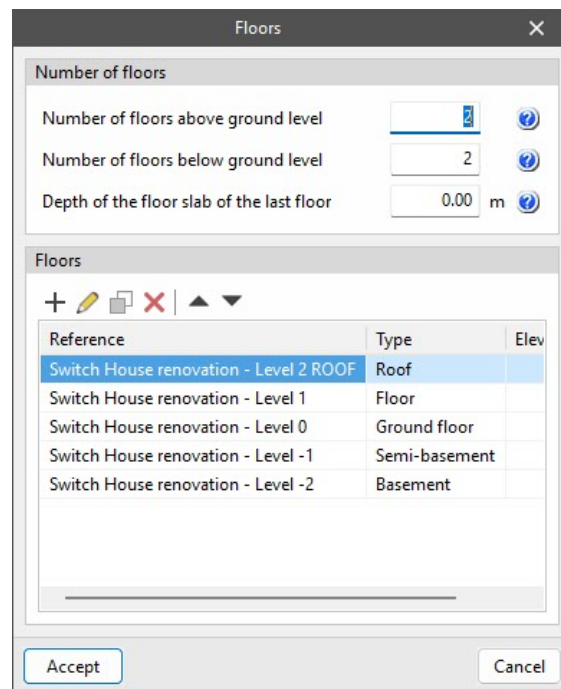 Floors
Number of floors
Number of floors above ground level 2
Number of floors below ground level 2
Depth of the floor slab of the last floor 0.00 m
Floors
Reference Type Elev
Switch House renovation - Level 2 ROOF Roof
Switch House renovation - Level 1 Floor
Switch House renovation - Level 0 Ground floor
Switch House renovation - Level -1 Semi-basement
Switch House renovation - Level -2 Basement
Accept Cancel